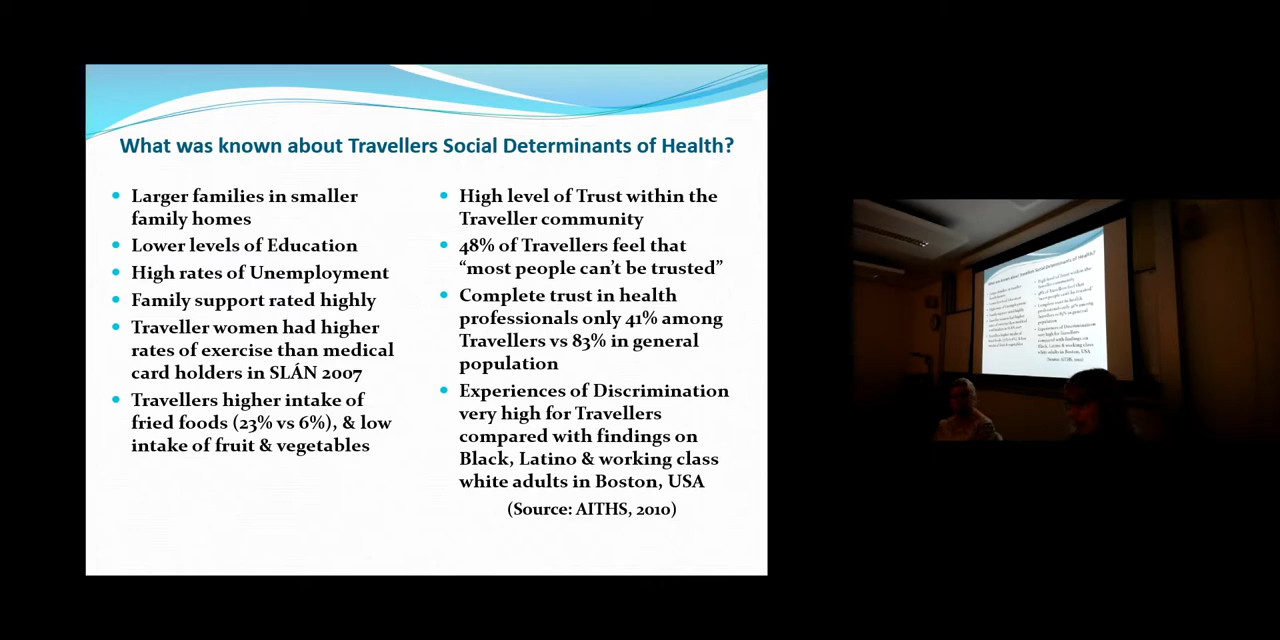 What was known about Travellers Social Determinants of Health?
• Larger families in smaller
family homes
• Lower levels of Education
• High rates of Unemployment
• Family support rated highly
• Traveller women had higher
rates of exercise than medical
card holders in SLÁN 2007
• Travellers higher intake of
fried foods (23% vs 6%), & low
intake of fruit & vegetables
• High level of Trust within the
Traveller community
• 48% of Travellers feel that
“most people can’t be trusted”
• Complete trust in health
professionals only 41% among
Travellers vs 83% in general
population
• Experiences of Discrimination
very high for Travellers
compared with findings on
Black, Latino & working class
white adults in Boston, USA
(Source: AITHS, 2010)